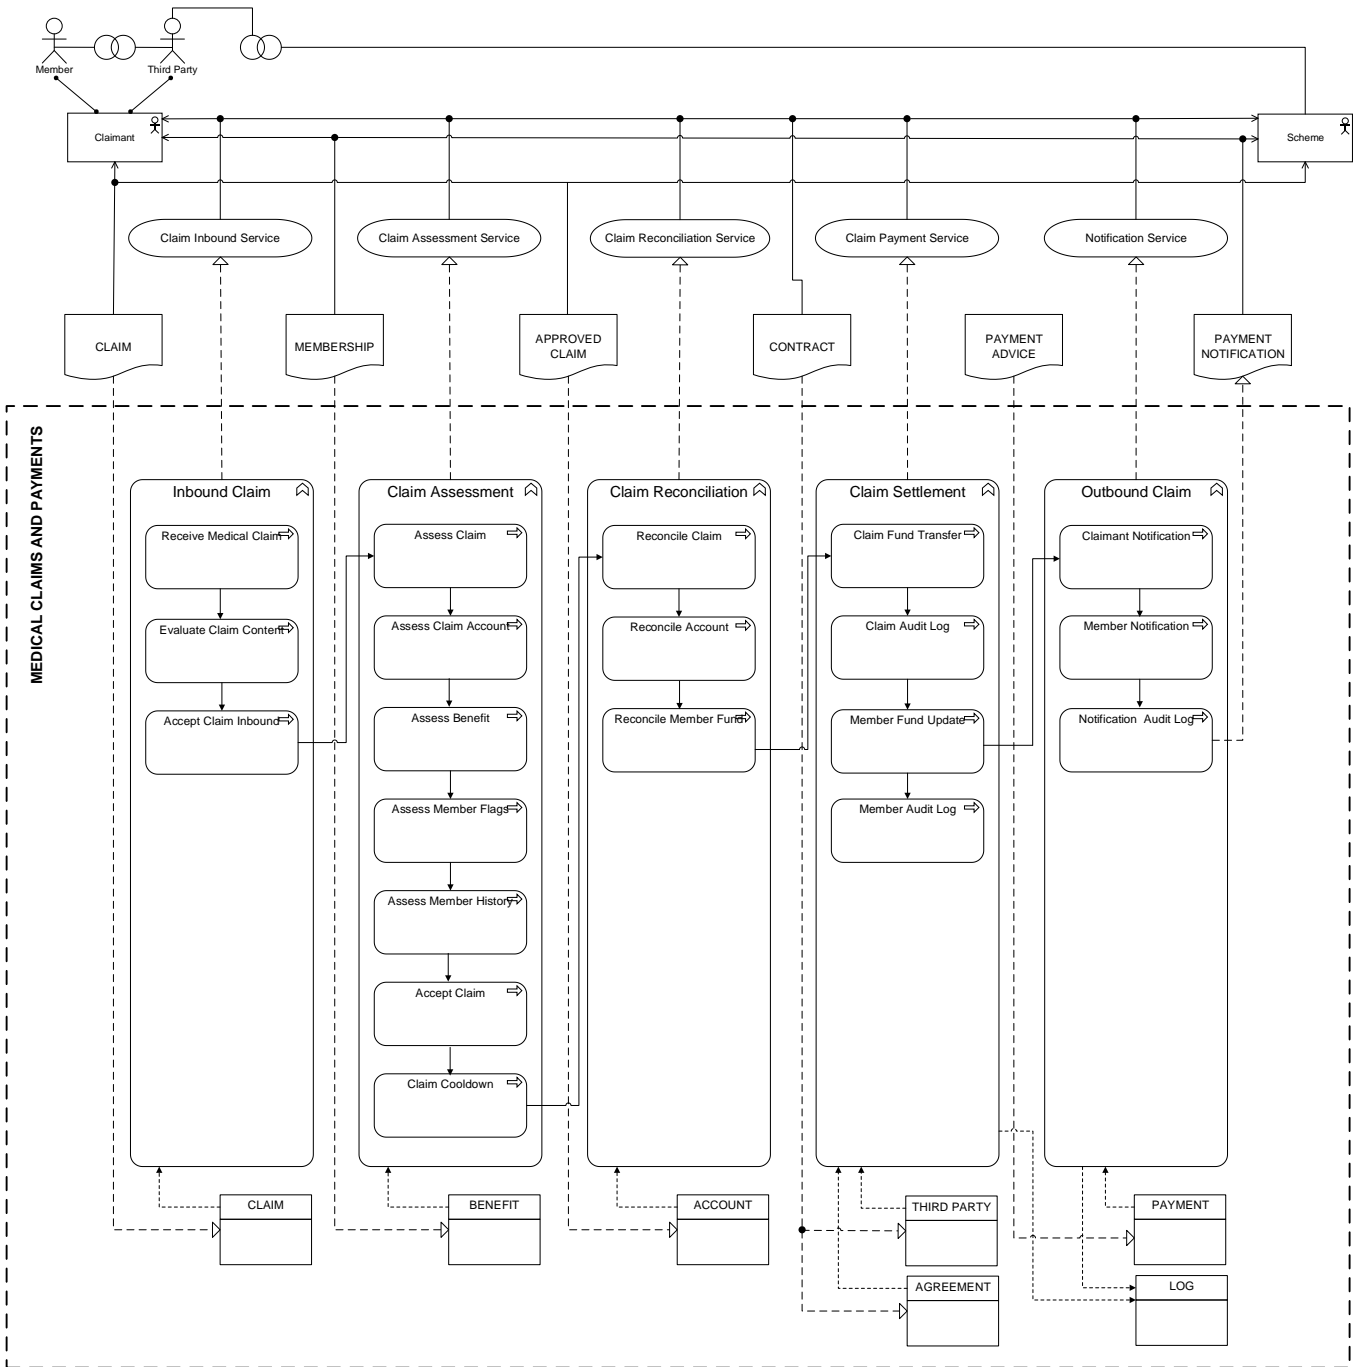 Member
Third Party
Claimant
Scheme
Claim Inbound Service
Claim Assessment Service
Claim Reconciliation Service
Claim Payment Service
Notification Service
CLAIM
MEMBERSHIP
APPROVED
CLAIM
CONTRACT
PAYMENT
ADVICE
PAYMENT
NOTIFICATION
MEDICAL CLAIMS AND PAYMENTS
Inbound Claim
Receive Medical Claim
Evaluate Claim Content
Accept Claim Inbound
Claim Assessment
Assess Claim
Assess Claim Account
Assess Benefit
Assess Member Flags
Assess Member History
Accept Claim
Claim Cooldown
Claim Reconciliation
Reconcile Claim
Reconcile Account
Reconcile Member Fund
Claim Settlement
Claim Fund Transfer
Claim Audit Log
Member Fund Update
Member Audit Log
Outbound Claim
Claimant Notification
Member Notification
Notification Audit Log
CLAIM
BENEFIT
ACCOUNT
THIRD PARTY
PAYMENT
AGREEMENT
LOG